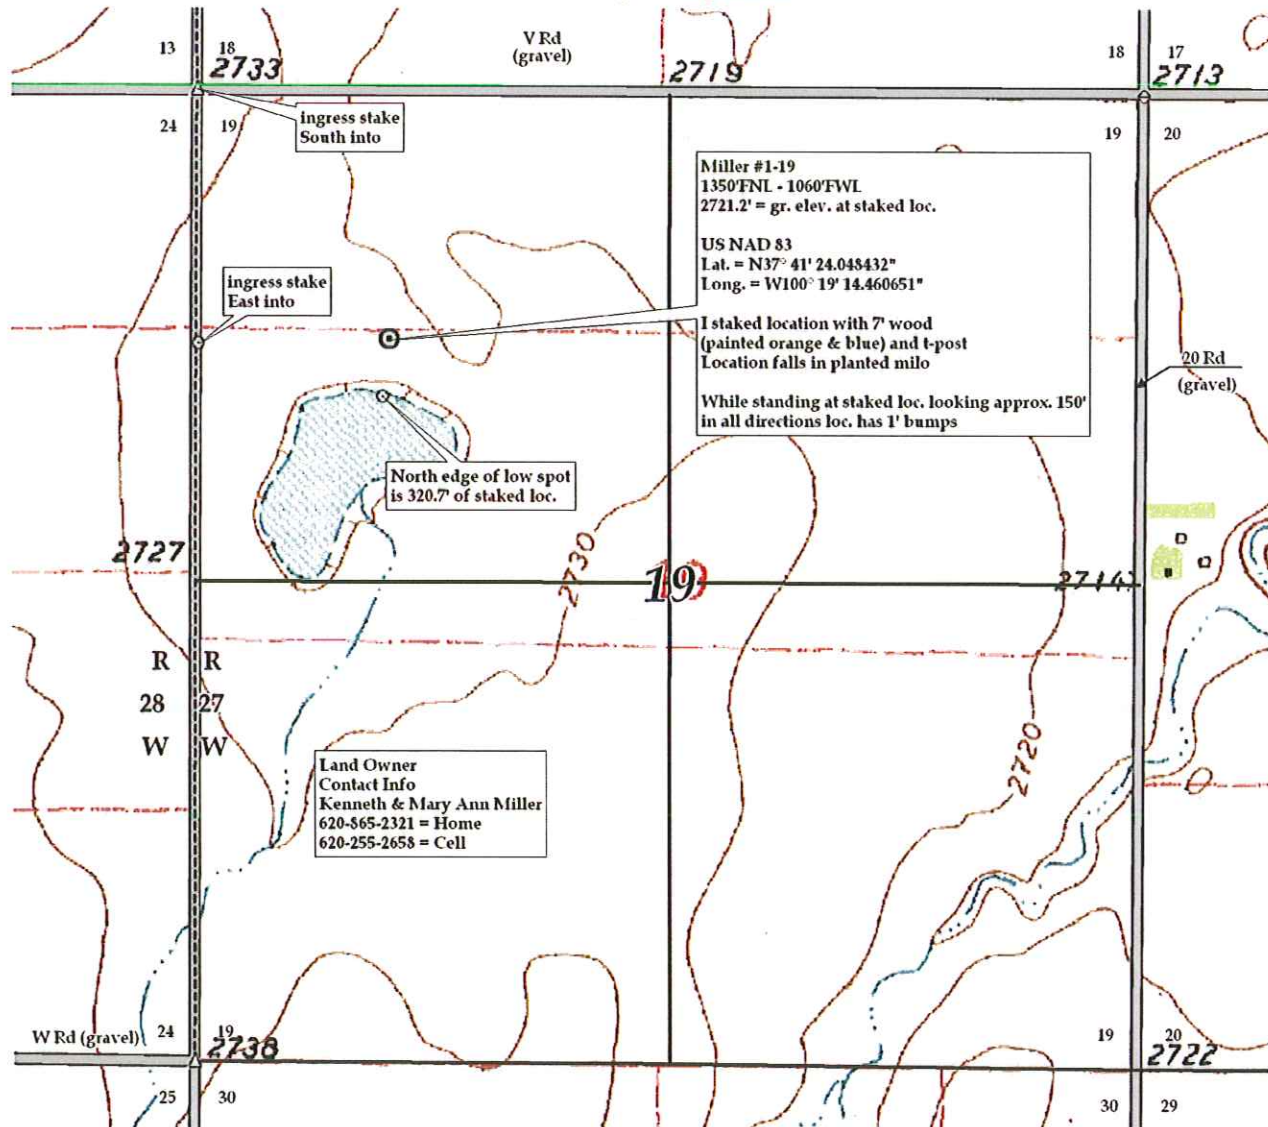 V Rd
(gravel)
13
18
18
17
2733
2719
2713
24
19
19
20
ingress stake
South into
Miller #1-19
1350'FNL - 1060'FWL
2721.2' = gr. elev. at staked loc.
US NAD 83
Lat. = N37° 41' 24.048432"
Long. = W100° 19' 14.460651"
I staked location with 7' wood
(painted orange & blue) and t-post
Location falls in planted milo
While standing at staked loc. looking approx. 150'
in all directions loc. has 1' bumps
ingress stake
East into
20 Rd
(gravel)
North edge of low spot
is 320.7' of staked loc.
2727
2730
19
2714
R R
28 27
W W
2720
Land Owner
Contact Info
Kenneth & Mary Ann Miller
620-865-2321 = Home
620-255-2658 = Cell
W Rd (gravel)
24
19
19
20
2738
2722
25
30
30
29